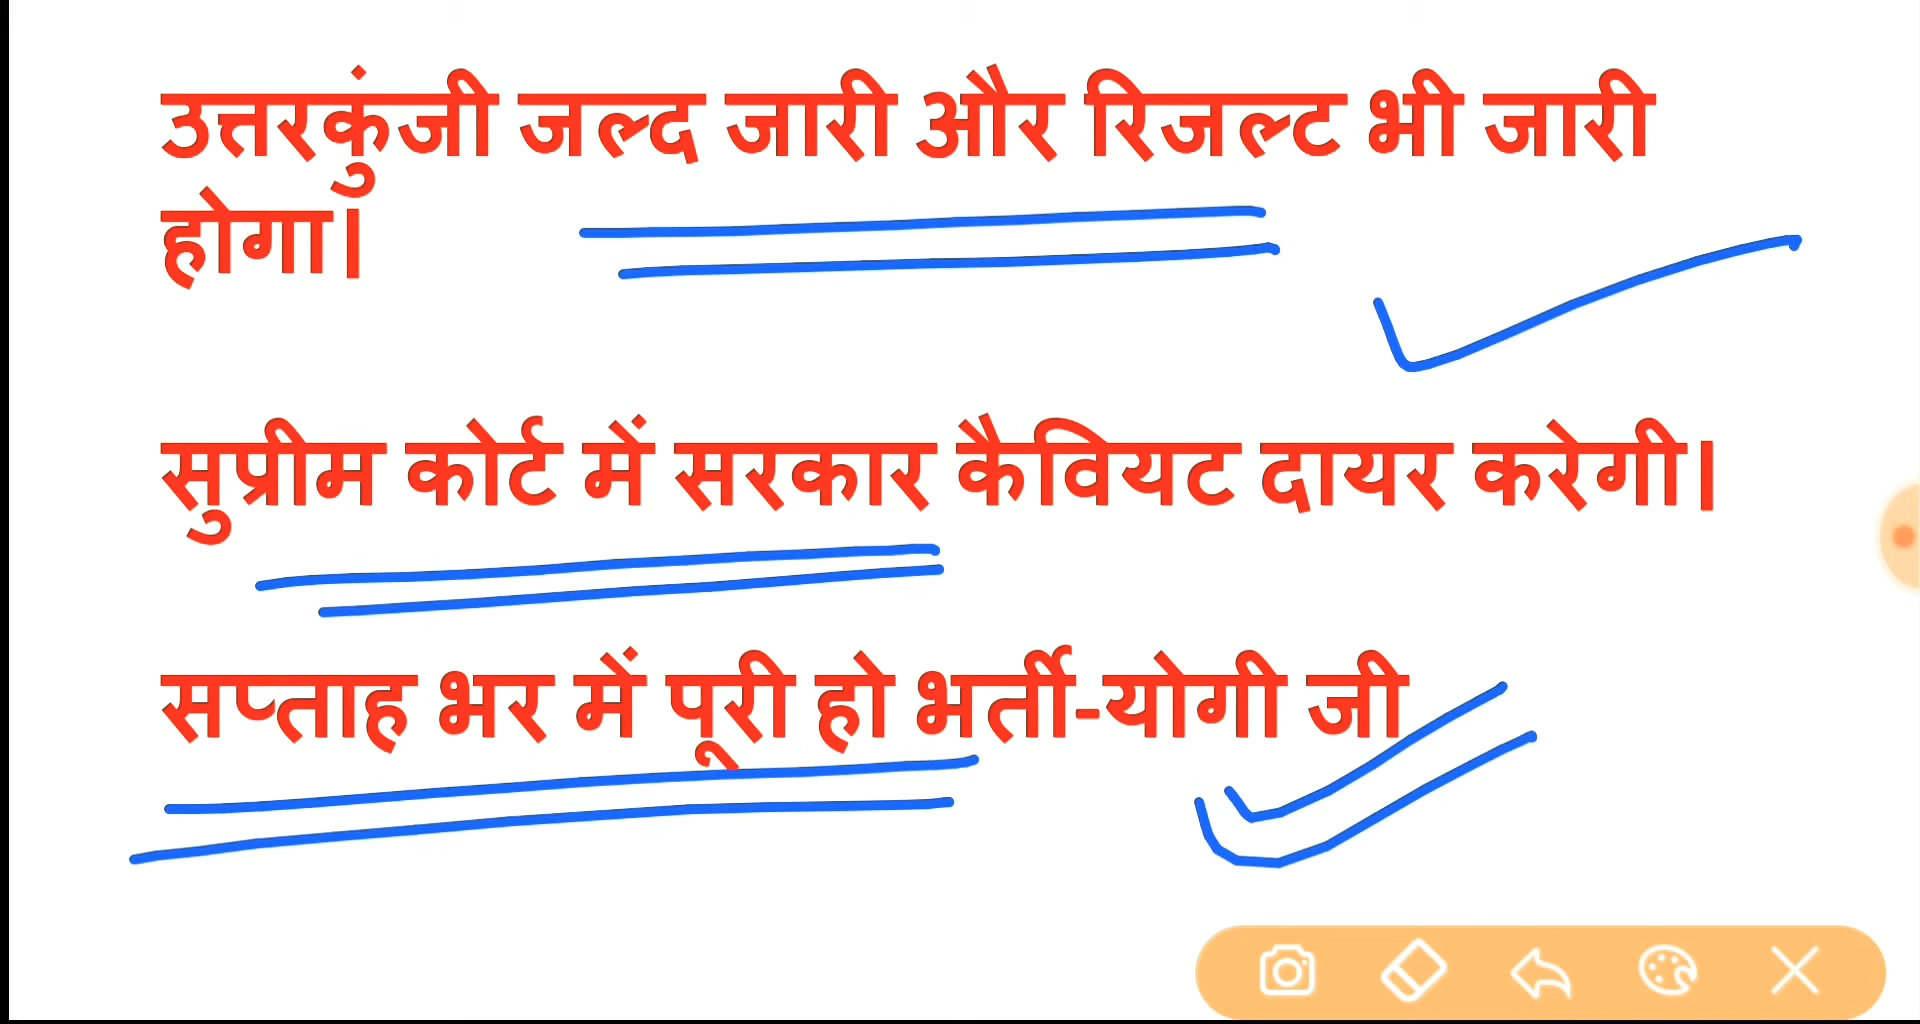 उत्तरकुंजी जल्द जारी और रिजल्ट भी जारी
होगा।
सुप्रीम कोर्ट में सरकार कैवियट दायर करेगी।
सप्ताह भर में पूरी हो भर्ती-योगी जी